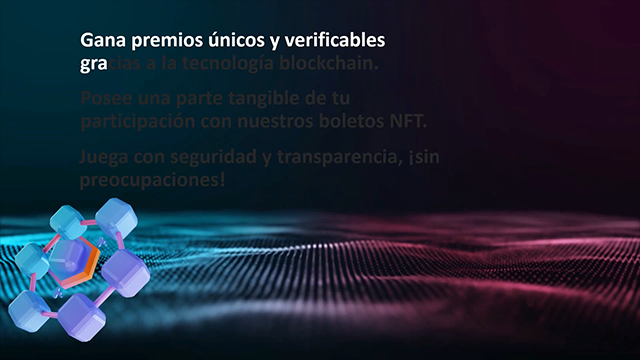 Gana premios únicos y verificables
gracias a la tecnología blockchain.
Posee una parte tangible de tu
participación con nuestros boletos NFT.
Juega con seguridad y transparencia, ¡sin
preocupaciones!